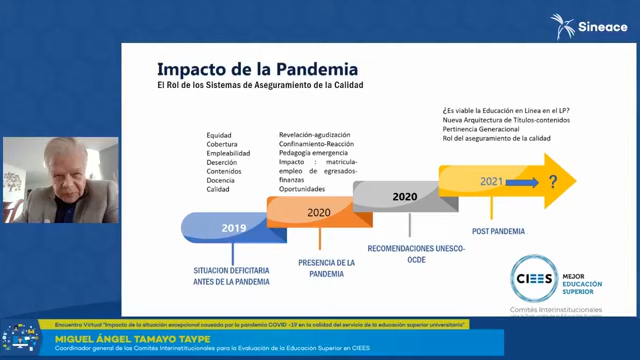 Sineace
Impacto de la Pandemia
El Rol de los Sistemas de Aseguramiento de la Calidad
Equidad
Cobertura
Empleabilidad
Deserción
Contenidos
Docencia
Calidad
Revelación-agudización
Confinamiento-Reacción
Pedagogía emergencia
Impacto : matrícula-
empleo de egresados-
finanzas
Oportunidades
¿Es viable la Educación en Línea en el LP?
Nueva Arquitectura de Títulos-contenidos
Pertinencia Generacional
Rol del aseguramiento de la calidad
2019
2020
2020
2021
?
SITUACION DEFICITARIA
ANTES DE LA PANDEMIA
PRESENCIA DE LA
PANDEMIA
RECOMENDACIONES UNESCO-
OCDE
POST PANDEMIA
CIEES
MEJOR
EDUCACIÓN
SUPERIOR
Comités Interinstitucionales
Encuentro Virtual "Impacto de la situación excepcional causada por la pandemia COVID -19 en la calidad del servicio de la educación superior universitaria"
MIGUEL ÁNGEL TAMAYO TAYPE
Coordinador general de los Comités Interinstitucionales para la Evaluación de la Educación Superior en CIEES